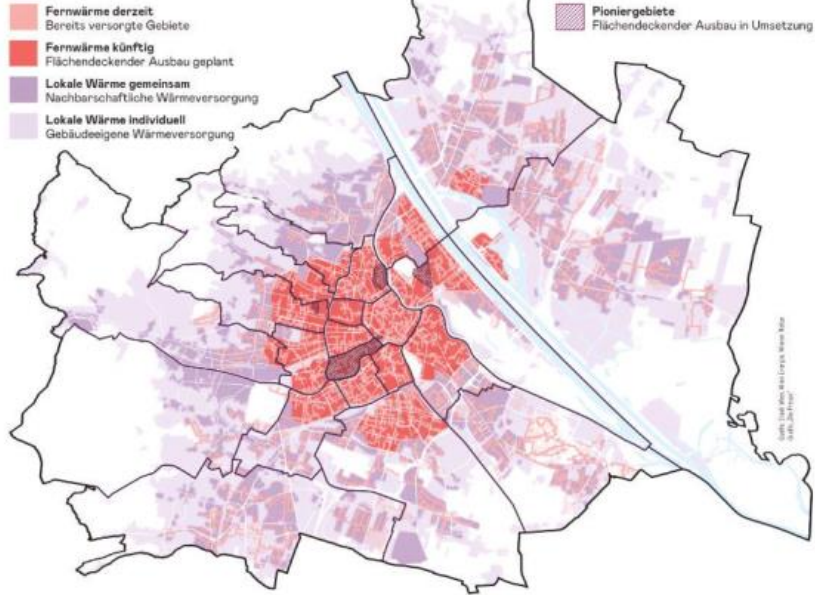 Fernwärme derzeit
Bereits versorgte Gebiete
Fernwärme künftig
Flächendeckender Ausbau geplant
Lokale Wärme gemeinsam
Nachbarschaftliche Wärmeversorgung
Lokale Wärme individuell
Gebäudeeigene Wärmeversorgung
Pioniergebiete
Flächendeckender Ausbau in Umsetzung